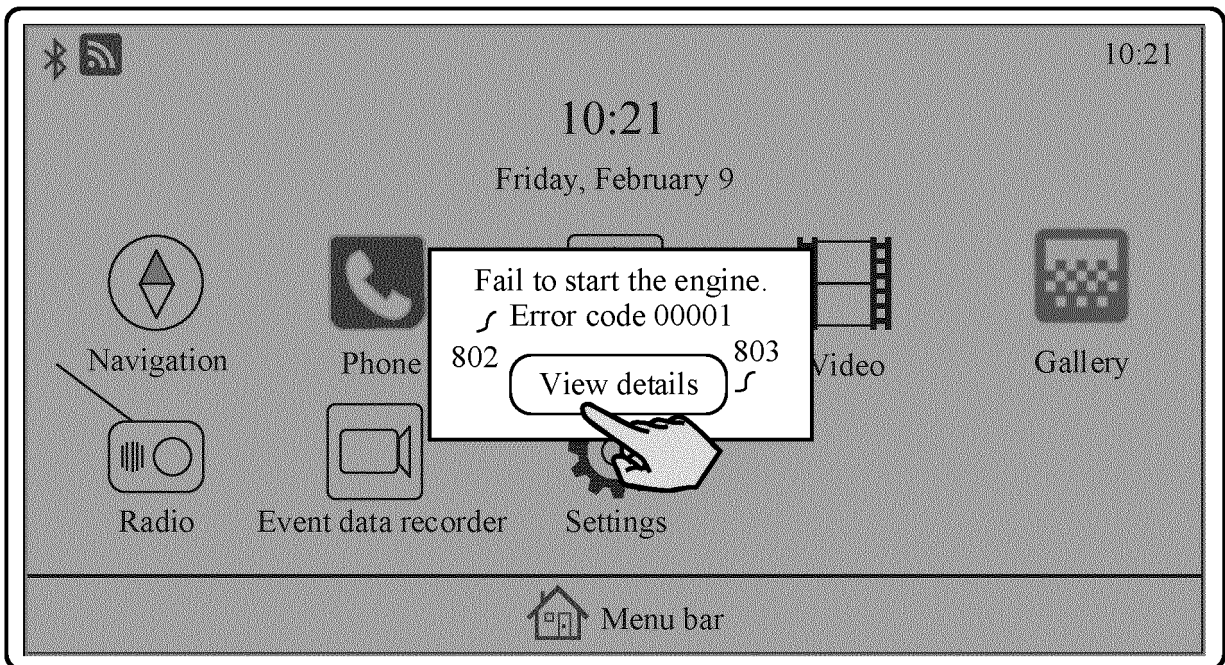 10:21
10:21
Friday, February 9
Fail to start the engine.
Error code 00001
802
803
View details
Navigation
Phone
Video
Gallery
Radio
Event data recorder
Settings
Menu bar